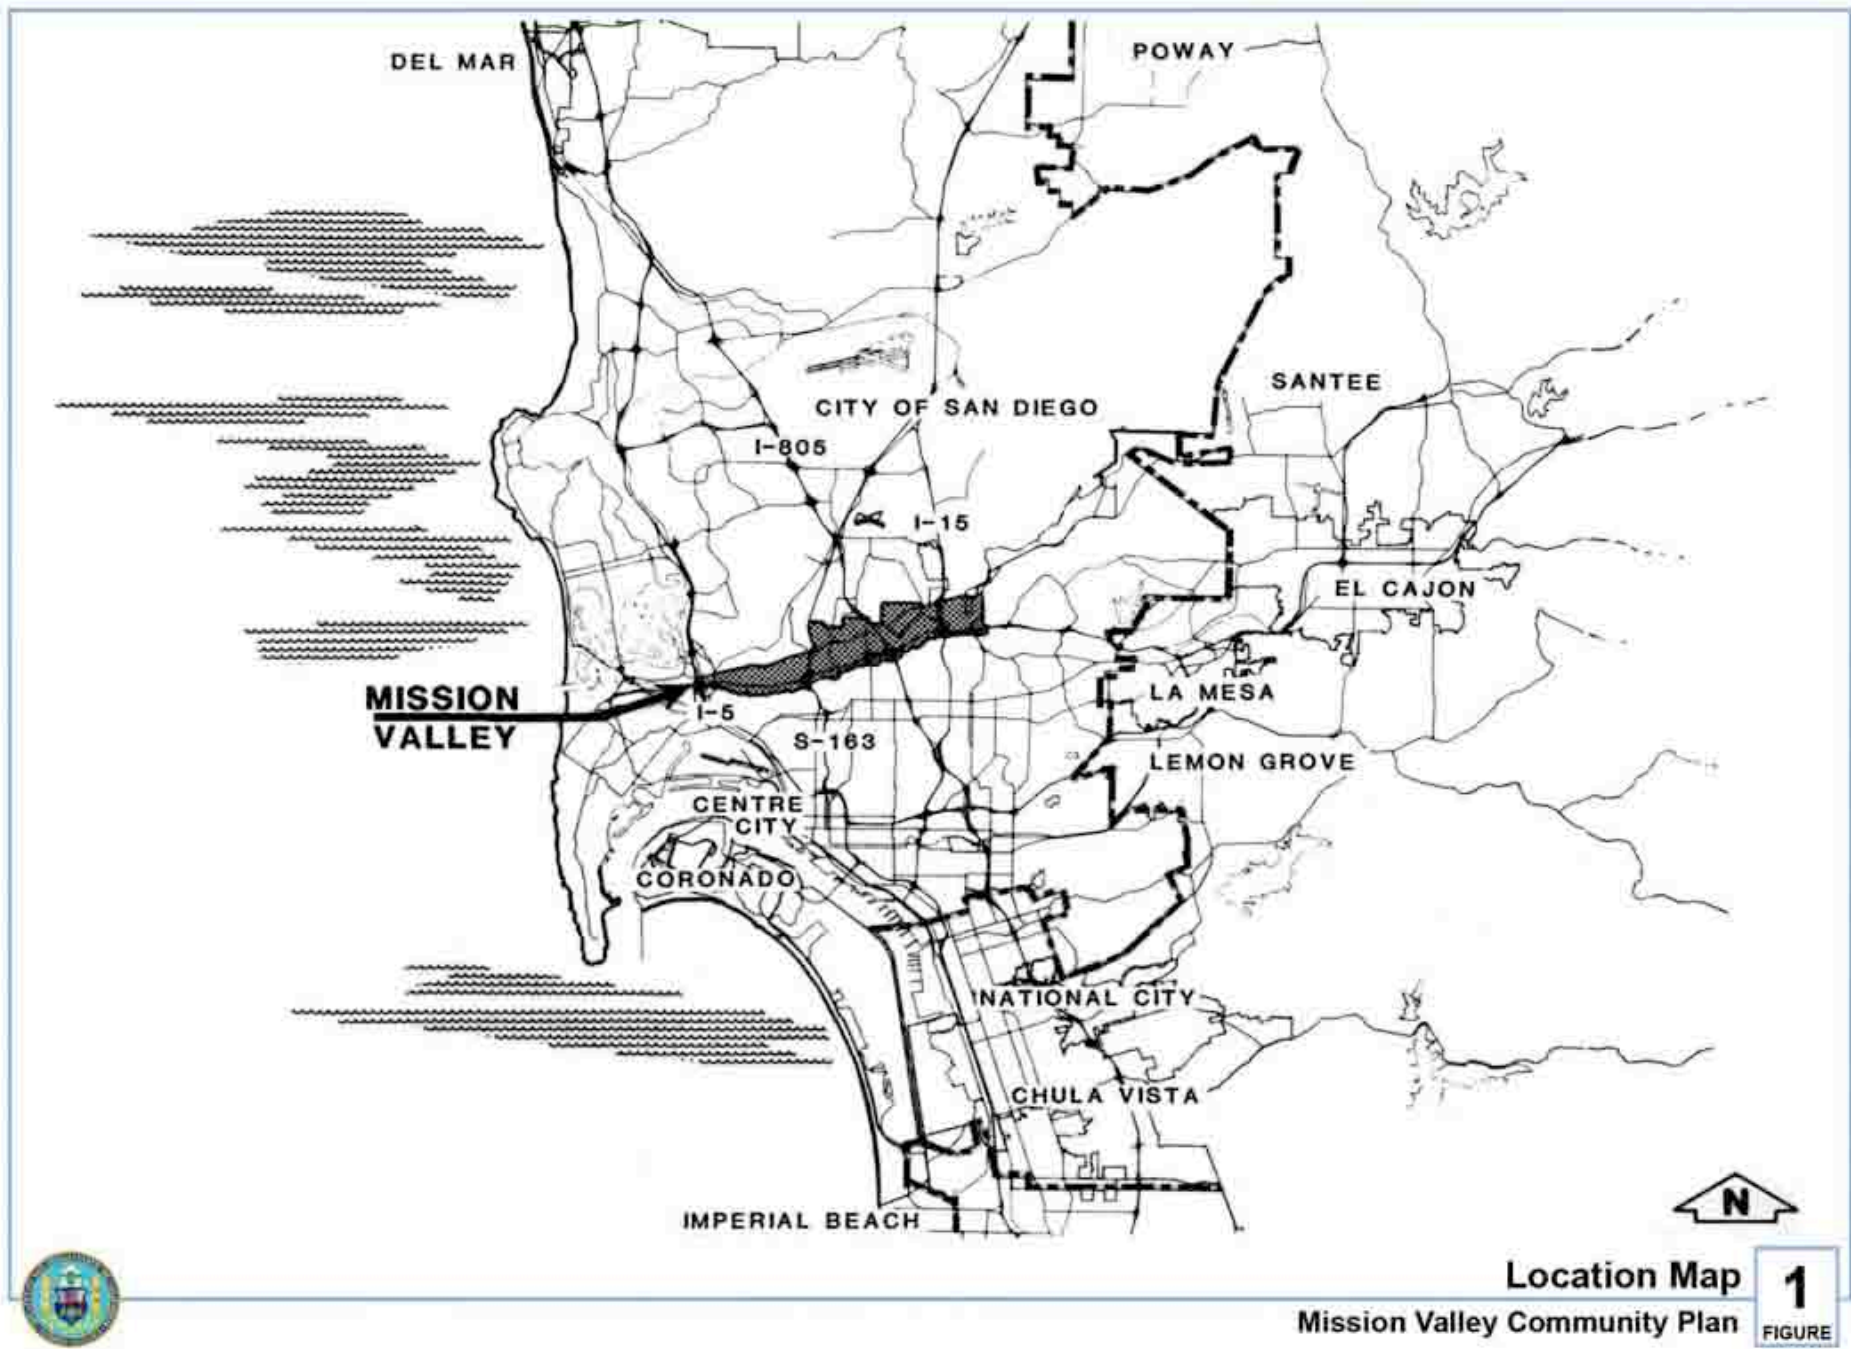 DEL MAR
POWAY
SANTEE
CITY OF SAN DIEGO
I-805
I-15
EL CAJON
MISSION
VALLEY
I-5
LA MESA
S-163
LEMON GROVE
CENTRE
CITY
CORONADO
NATIONAL CITY
CHULA VISTA
IMPERIAL BEACH
N
Location Map
Mission Valley Community Plan
1
FIGURE